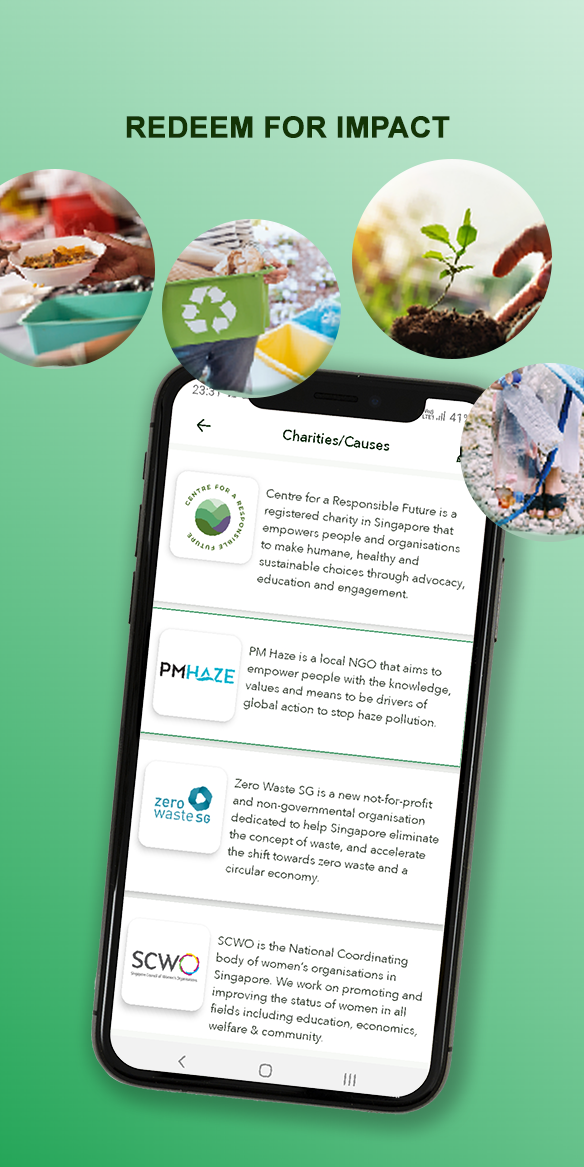 REDEEM FOR IMPACT
23:31
LTE1 41%
Charities/Causes
CENTRE FOR A RESPONSIBLE FUTURE
Centre for a Responsible Future is a
registered charity in Singapore that
empowers people and organisations
to make humane, healthy and
sustainable choices through advocacy,
education and engagement.
PMHAZE
PM Haze is a local NGO that aims to
empower people with the knowledge,
values and means to be drivers of
global action to stop haze pollution.
zero
waste SG
Zero Waste SG is a new not-for-profit
and non-governmental organisation
dedicated to help Singapore eliminate
the concept of waste, and accelerate
the shift towards zero waste and a
circular economy.
SCWO
Singapore Council of Women's Organisations
SCWO is the National Coordinating
body of women's organisations in
Singapore. We work on promoting and
improving the status of women in all
fields including education, economics,
welfare & community.